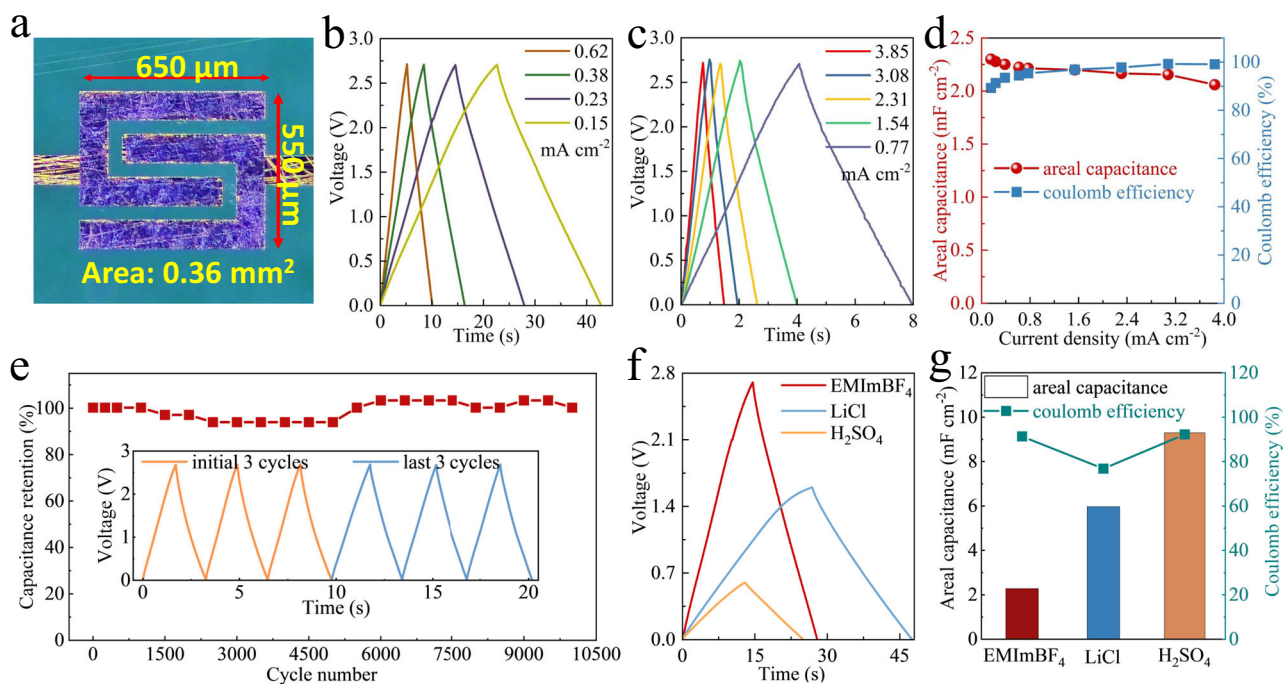 a
650 μm
550 μm
Area: 0.36 mm²
b
Voltage (V)
3.0
2.5
2.0
1.5
1.0
0.5
0.0
0.62
0.38
0.23
0.15
mA cm⁻²
0 10 20 30 40
Time (s)
c
Voltage (V)
3.0
2.5
2.0
1.5
1.0
0.5
0.0
3.85
3.08
2.31
1.54
0.77
mA cm⁻²
0 2 4 6 8
Time (s)
d
Areal capacitance (mF cm⁻²)
2.5
2.0
1.5
1.0
0.5
0.0
areal capacitance
coulomb efficiency
100
80
60
40
20
0
Coulomb efficiency (%)
0.0 0.8 1.6 2.4 3.2 4.0
Current density (mA cm⁻²)
e
Capacitance retention (%)
100
80
60
40
20
0
initial 3 cycles
last 3 cycles
Voltage (V)
3
2
1
0
0 5 10 15 20
Time (s)
0 1500 3000 4500 6000 7500 9000 10500
Cycle number
f
Voltage (V)
2.8
2.1
1.4
0.7
0.0
EMImBF₄
LiCl
H₂SO₄
0 15 30 45
Time (s)
g
Areal capacitance (mF cm⁻²)
12
10
8
6
4
2
0
areal capacitance
coulomb efficiency
120
100
80
60
40
20
0
Coulomb efficiency (%)
EMImBF₄ LiCl H₂SO₄